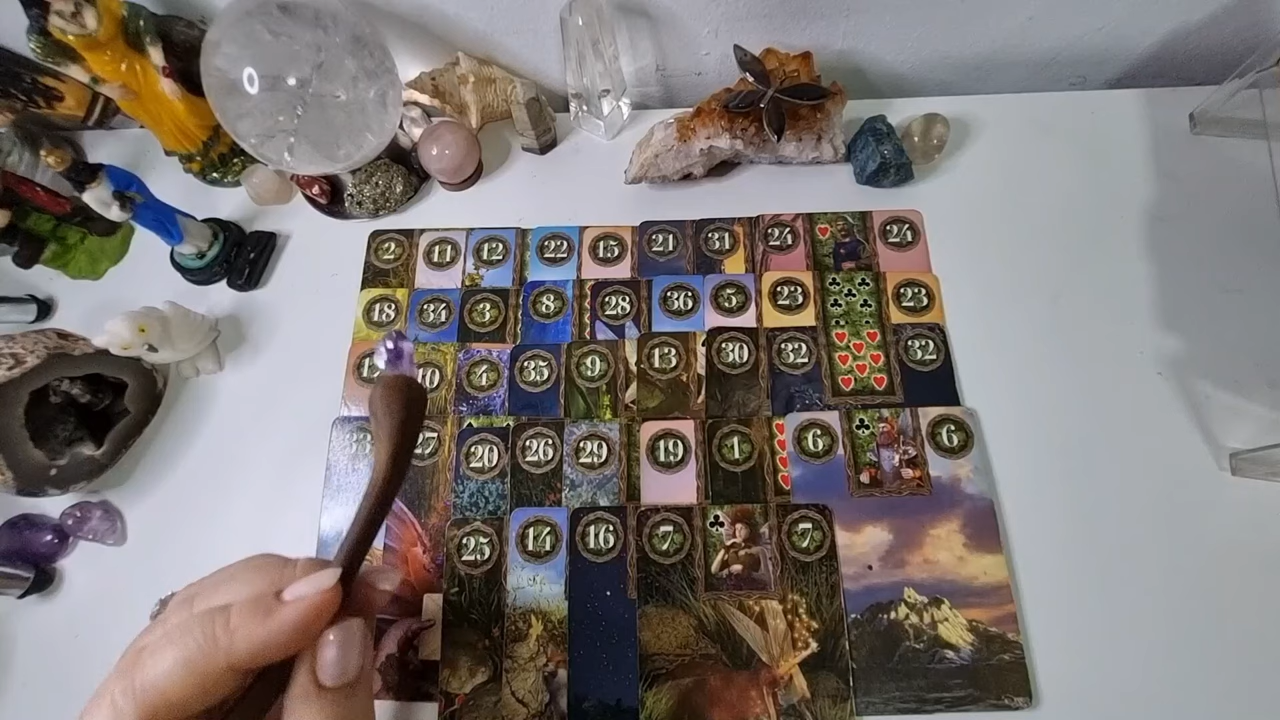 2 11 12 22 15 21 31 24 24
18 34 3 8 28 36 5 23 23
10 4 35 9 13 30 32 32
33 27 20 26 29 19 1 6 6
25 14 16 7 7